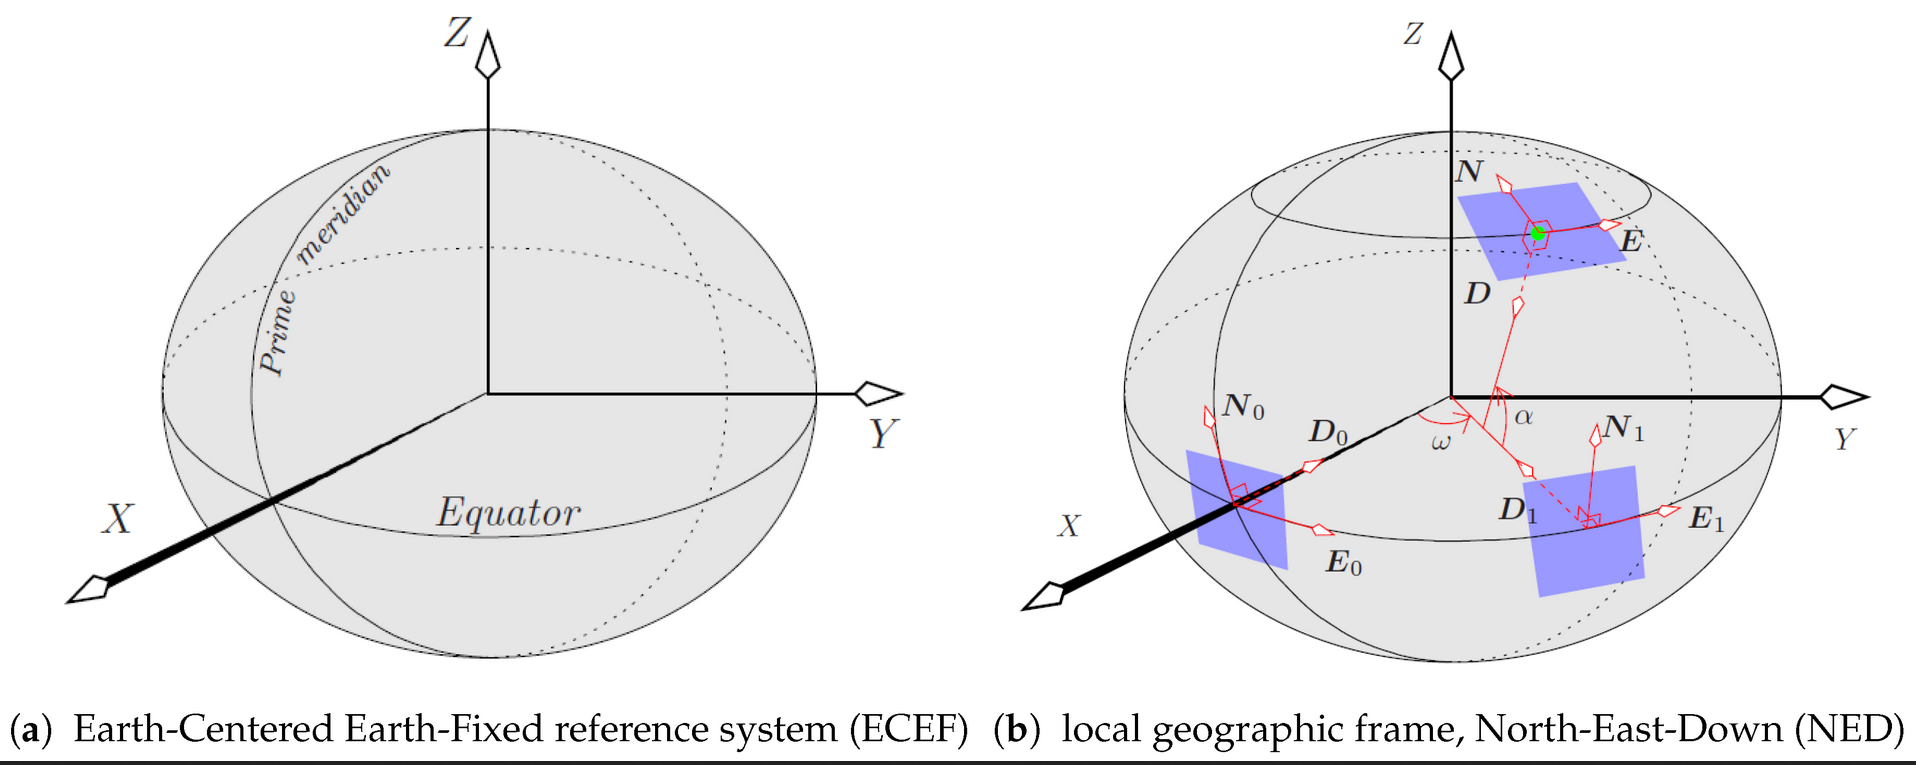 Z
Prime meridian
Y
X
Equator
(a) Earth-Centered Earth-Fixed reference system (ECEF)
Z
N
E
D
N₀
D₀
α
ω
N₁
Y
D₁
E₁
X
E₀
(b) local geographic frame, North-East-Down (NED)